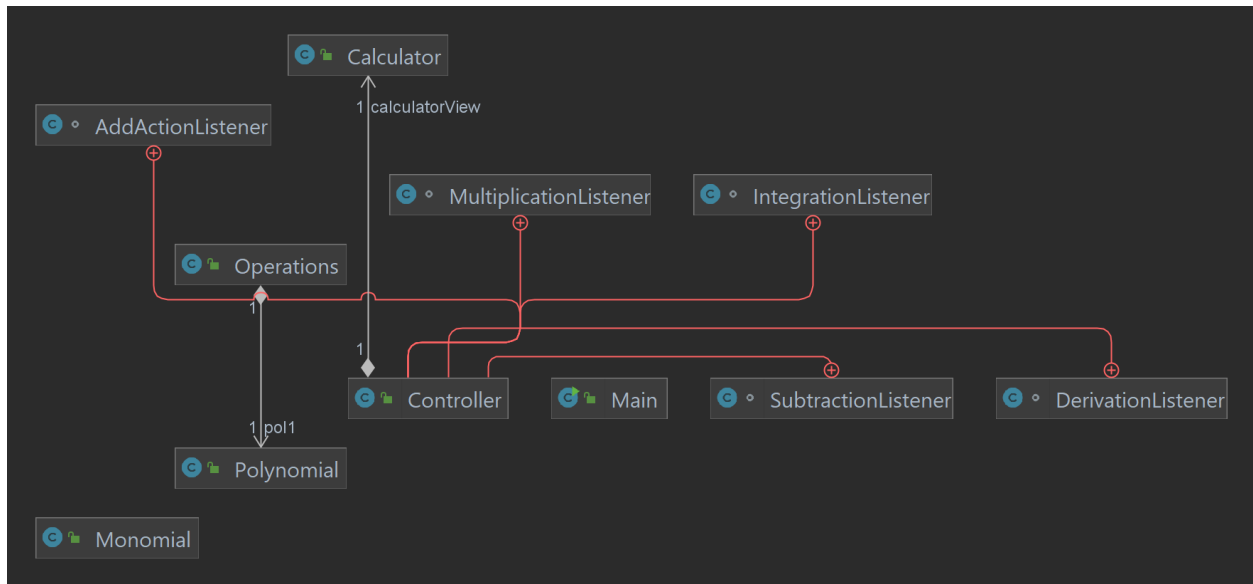 Calculator
1 calculatorView
AddActionListener
MultiplicationListener
IntegrationListener
Operations
1
1
Controller
Main
SubtractionListener
DerivationListener
1 pol1
Polynomial
Monomial